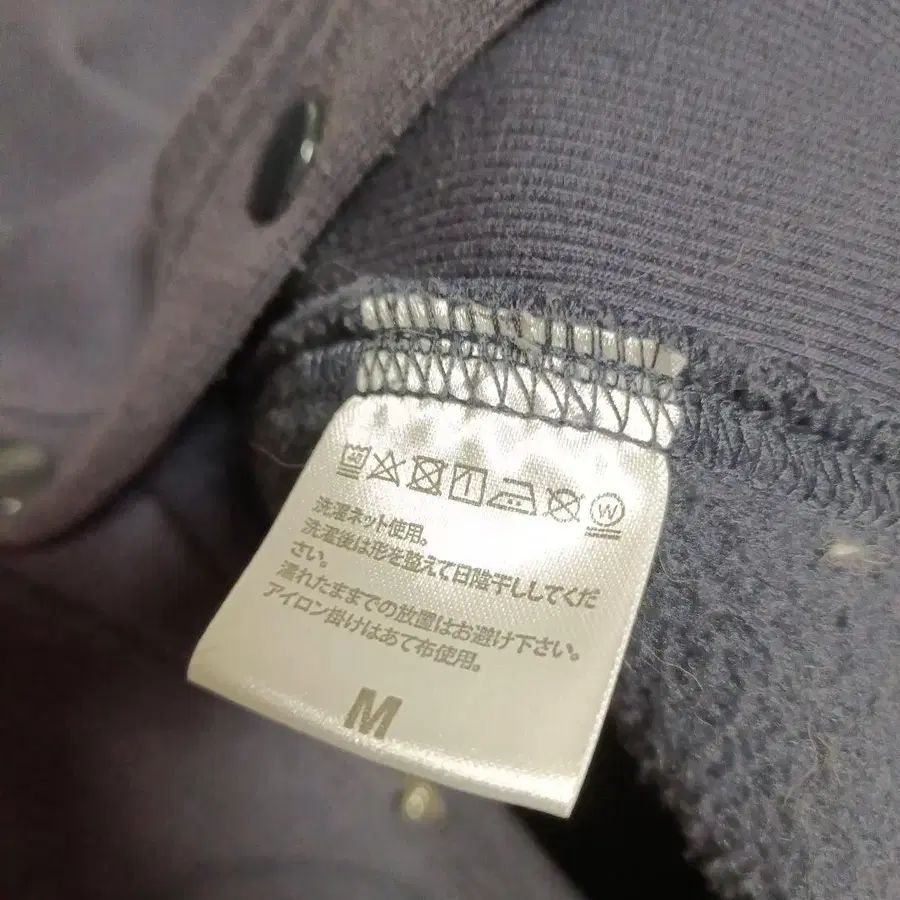 W
洗濯ネット使用。
洗濯後は形を整えて日陰干ししてくだ
さい。
濡れたままでの放置はお避け下さい。
アイロン掛けはあて布使用。
M